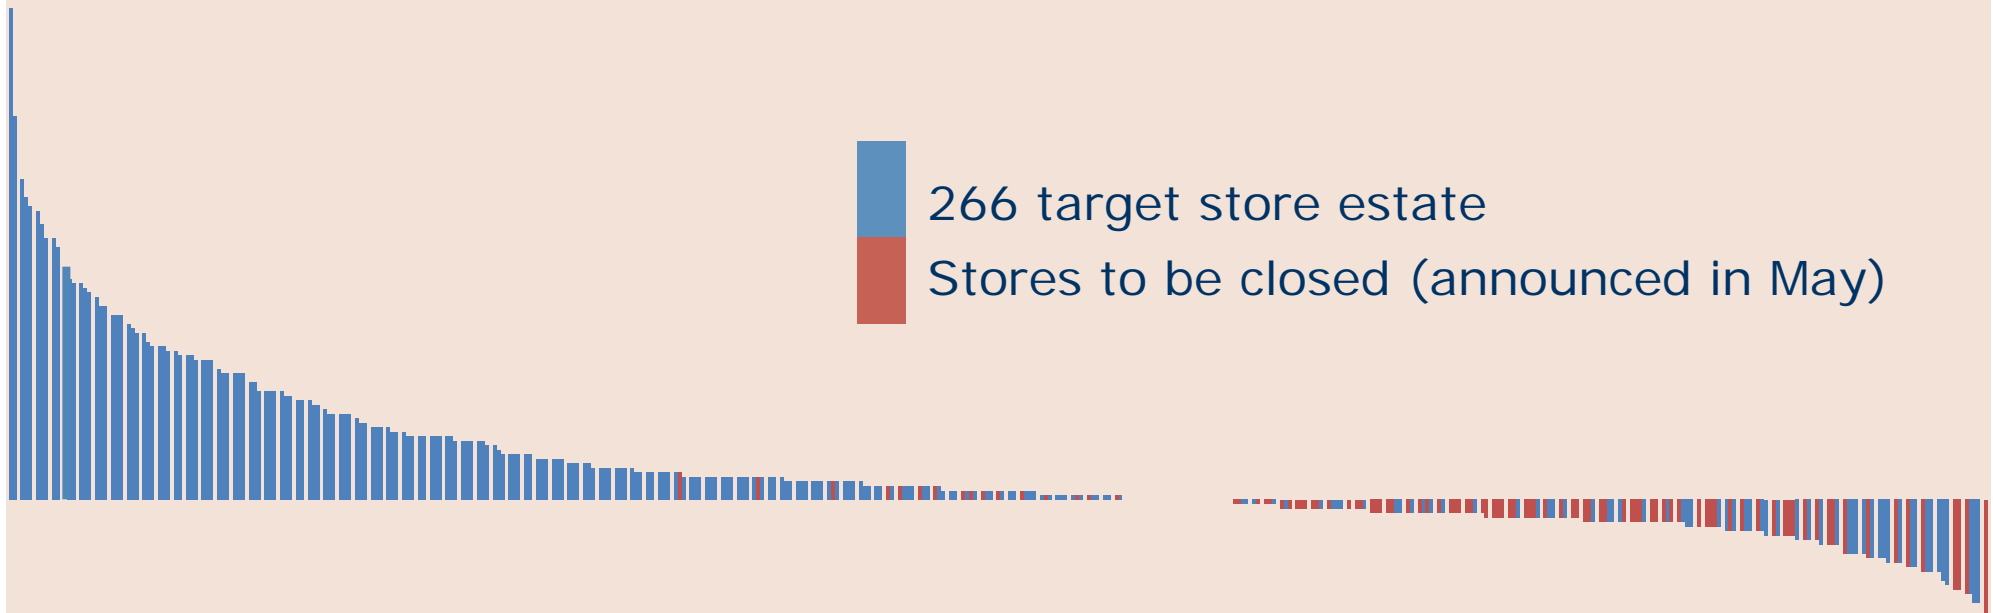 266 target store estate
Stores to be closed (announced in May)